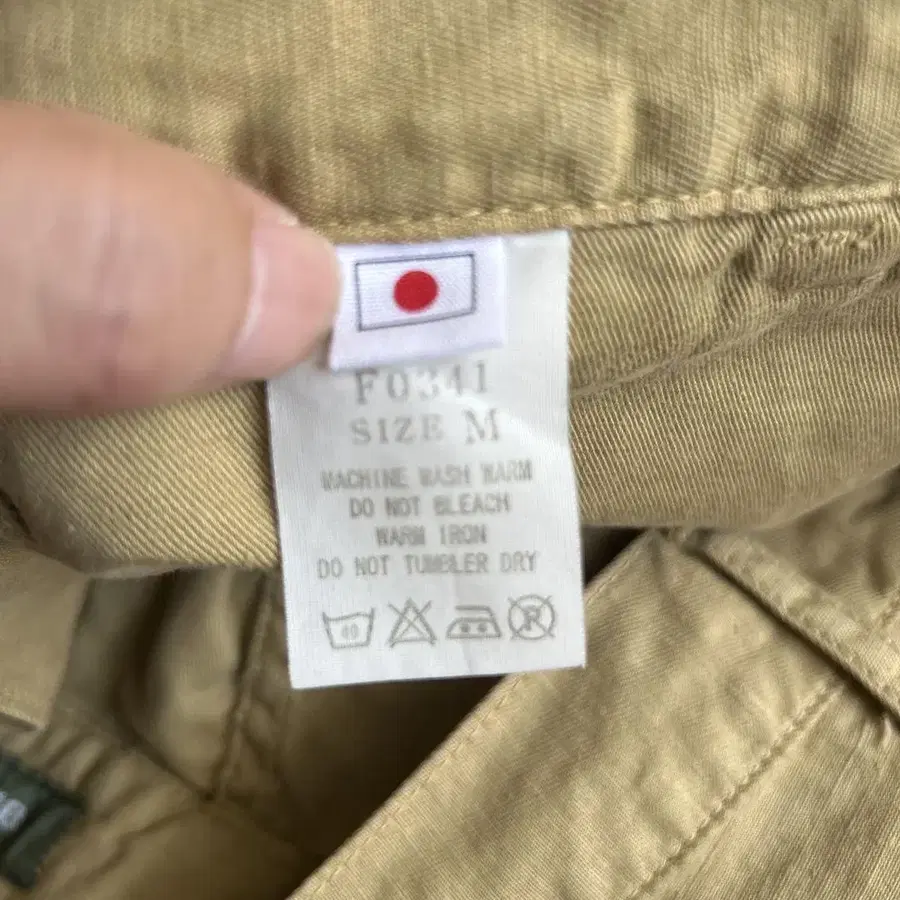 F0341
SIZE M
MACHINE WASH WARM
DO NOT BLEACH
WARM IRON
DO NOT TUMBLER DRY
40
R